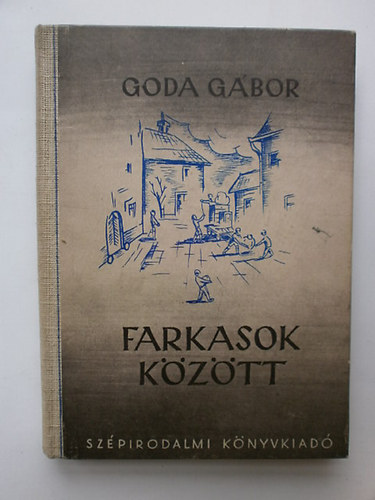 GODA GÁBOR
FARKASOK
KÖZÖTT
SZÉPIRODALMI KÖNYVKIADÓ